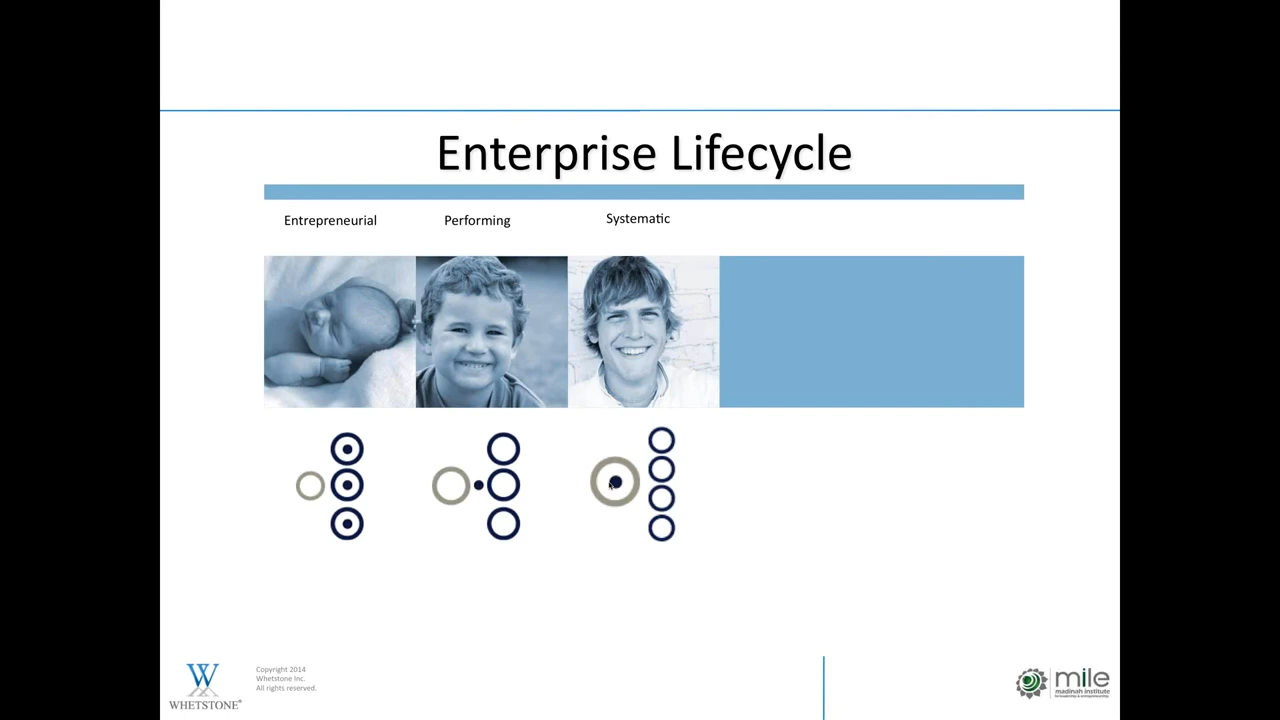 Enterprise Lifecycle
Entrepreneurial
Performing
Systematic
Copyright 2014
Whetstone Inc.
All rights reserved.
WHETSTONE®
mile
madinah institute
for leadership & entrepreneurship